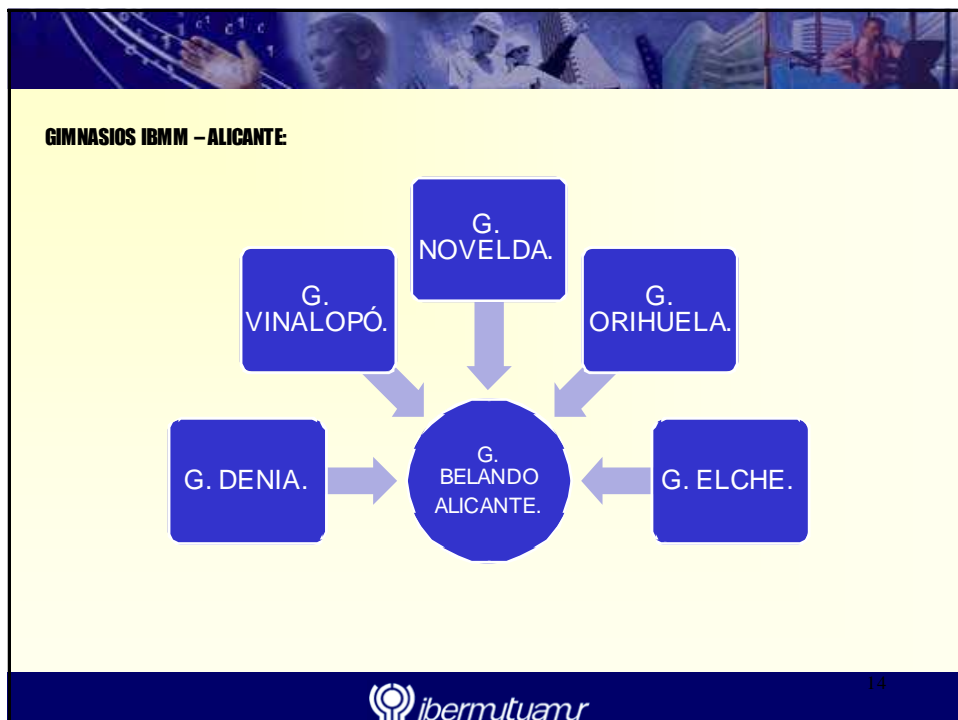 GIMNASIOS IBMM – ALICANTE:
G.
NOVELDA.
G.
VINALOPÓ.
G.
ORIHUELA.
G. DENIA.
G.
BELANDO
ALICANTE.
G. ELCHE.
14
ibermutuamur